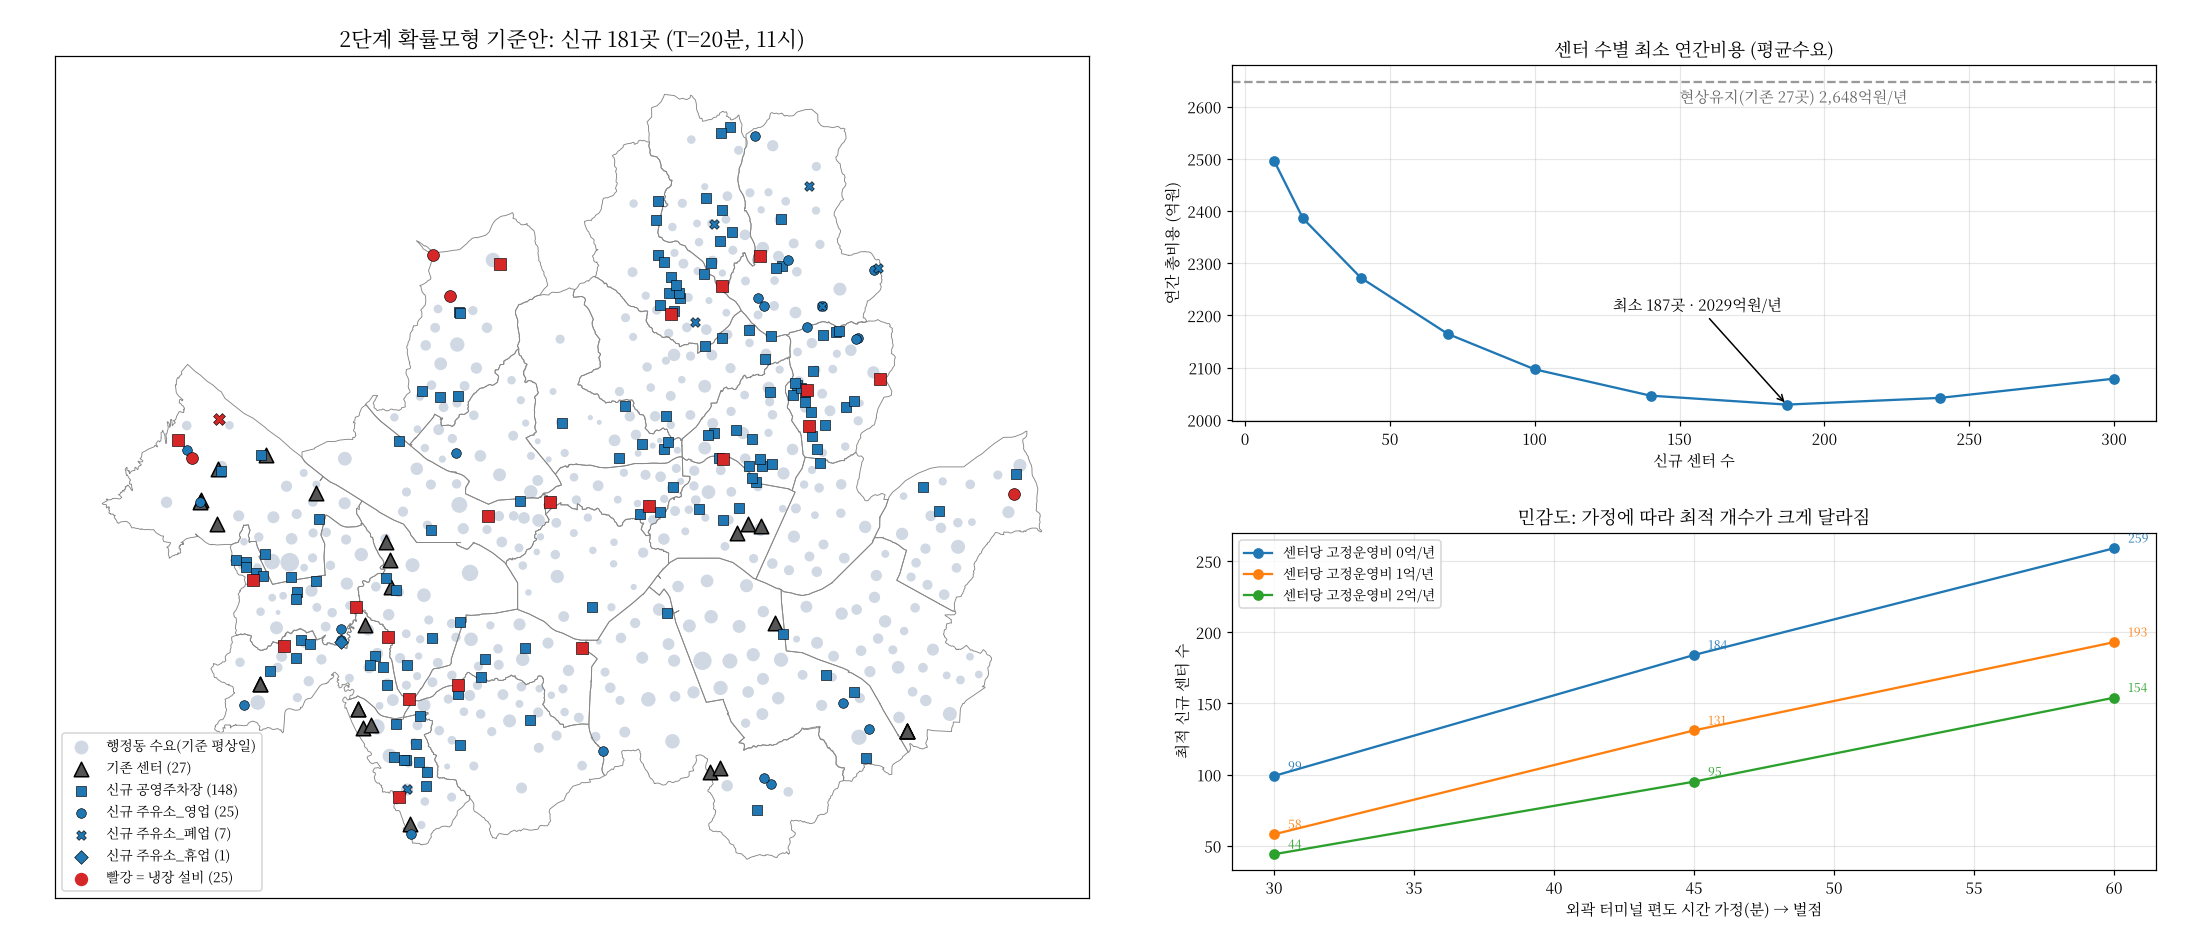 2단계 확률모형 기준안: 신규 181곳 (T=20분, 11시)
행정동 수요(기준 평상일)
기존 센터 (27)
신규 공영주차장 (148)
신규 주유소_영업 (25)
신규 주유소_폐업 (7)
신규 주유소_휴업 (1)
빨강 = 냉장 설비 (25)
센터 수별 최소 연간비용 (평균수요)
현상유지(기존 27곳) 2,648억원/년
최소 187곳 · 2029억원/년
연간 총비용 (억원)
2600
2500
2400
2300
2200
2100
2000
0 50 100 150 200 250 300
신규 센터 수
민감도: 가정에 따라 최적 개수가 크게 달라짐
센터당 고정운영비 0억/년
센터당 고정운영비 1억/년
센터당 고정운영비 2억/년
최적 신규 센터 수
250
200
150
100
50
99
184
259
58
131
193
44
95
154
30 35 40 45 50 55 60
외곽 터미널 편도 시간 가정(분) → 벌점